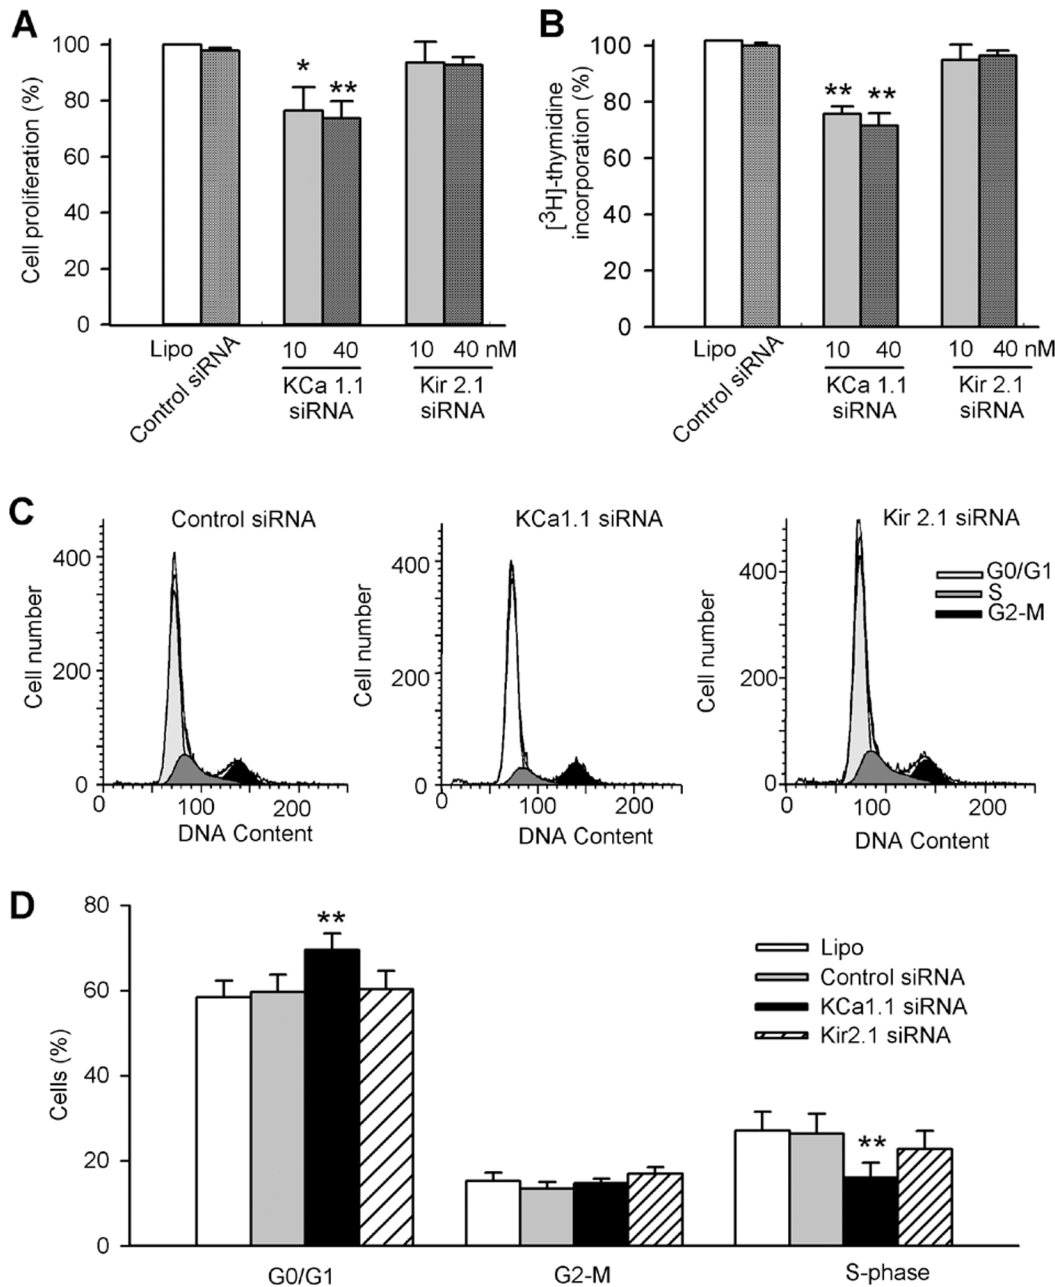 A
Cell proliferation (%)
100
80
60
40
20
0
*
**
Lipo
Control siRNA
10 40
KCa 1.1
siRNA
10 40 nM
Kir 2.1
siRNA
B
[3H]-thymidine
incorporation (%)
100
80
60
40
20
0
**
**
Lipo
Control siRNA
10 40
KCa 1.1
siRNA
10 40 nM
Kir 2.1
siRNA
C
Control siRNA
Cell number
400
200
0
0 100 200
DNA Content
KCa1.1 siRNA
Cell number
400
200
0
0 100 200
DNA Content
Kir 2.1 siRNA
Cell number
400
200
0
0 100 200
DNA Content
G0/G1
S
G2-M
D
Cells (%)
80
60
40
20
0
**
**
Lipo
Control siRNA
KCa1.1 siRNA
Kir2.1 siRNA
G0/G1
G2-M
S-phase